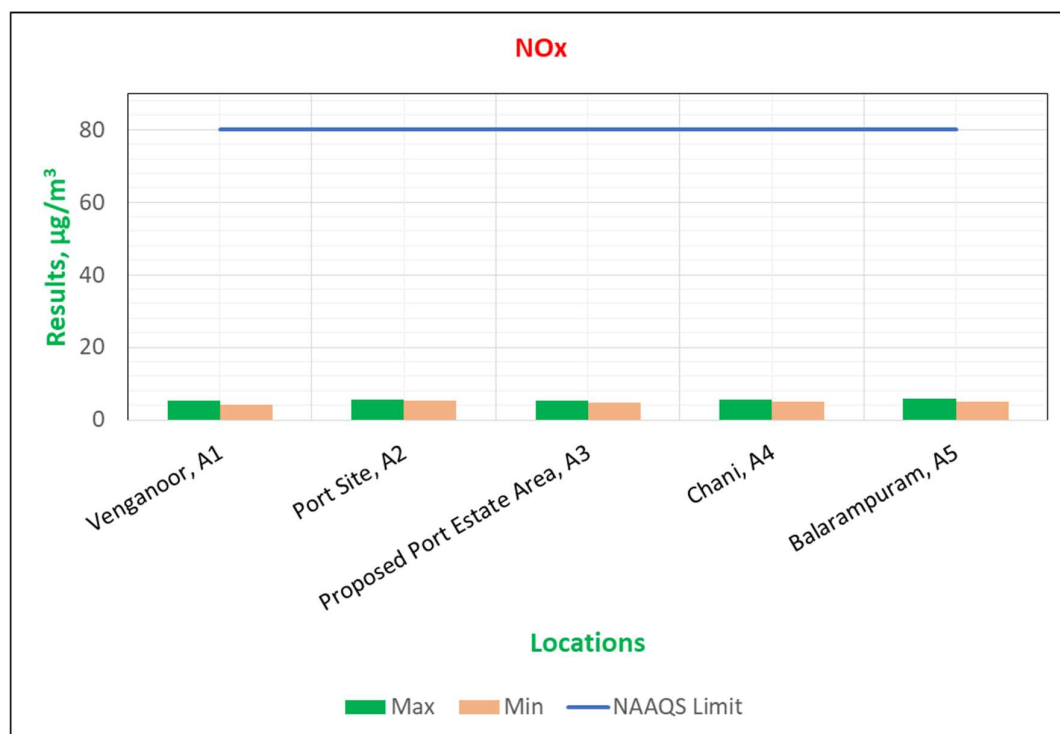 NOx
Results, µg/m³
80
60
40
20
0
Venganoor, A1
Port Site, A2
Proposed Port Estate Area, A3
Chani, A4
Balarampuram, A5
Locations
Max
Min
NAAQS Limit